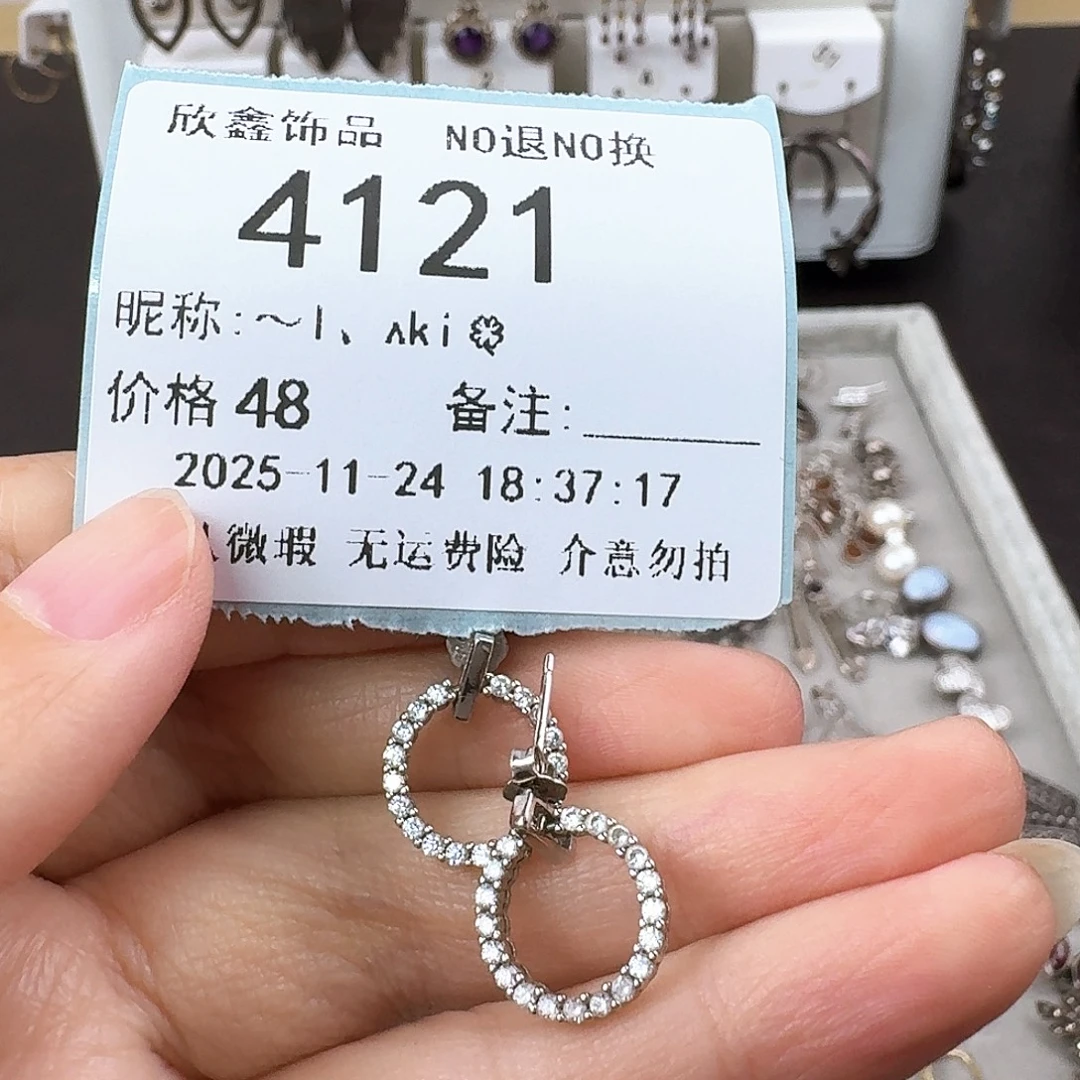 欣鑫饰品 NO退NO换
4121
昵称:～l、ʌki🍀
价格 48 备注:________
2025-11-24 18:37:17
微瑕 无运费险 介意勿拍